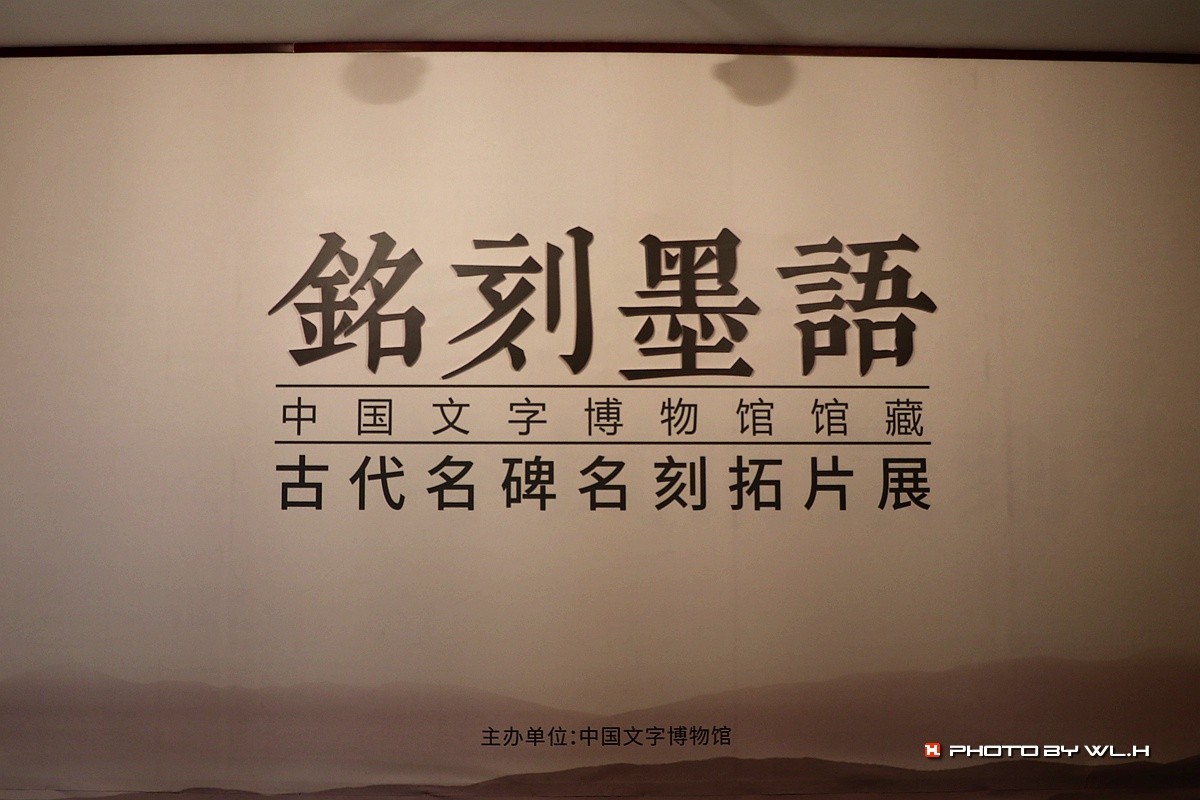 銘刻墨語
中国文字博物馆馆藏
古代名碑名刻拓片展
主办单位:中国文字博物馆
PHOTO BY WL.H